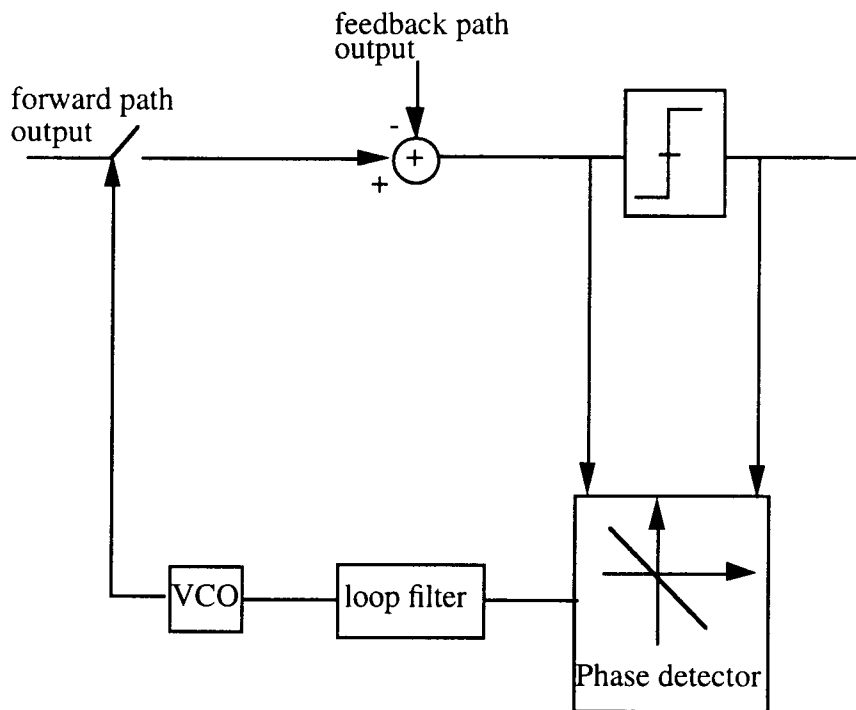 feedback path
output
forward path
output
-
+
+
VCO
loop filter
Phase detector